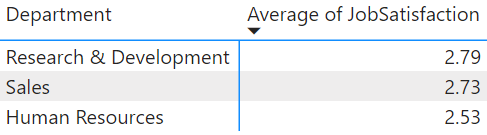 Department Average of JobSatisfaction
Research & Development 2.79
Sales 2.73
Human Resources 2.53